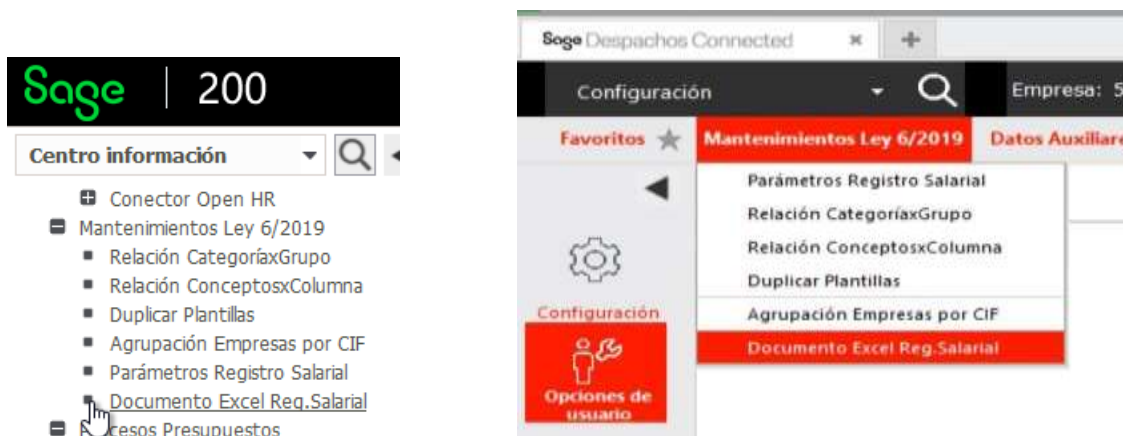 Sage | 200
Centro información
Conector Open HR
Mantenimientos Ley 6/2019
Relación CategoríaxGrupo
Relación ConceptosxColumna
Duplicar Plantillas
Agrupación Empresas por CIF
Parámetros Registro Salarial
Documento Excel Reg.Salarial
Presupuestos
Sage Despachos Connected
Configuración
Empresa: 5
Favoritos
Mantenimientos Ley 6/2019
Datos Auxiliare
Parámetros Registro Salarial
Relación CategoríaxGrupo
Relación ConceptosxColumna
Duplicar Plantillas
Agrupación Empresas por CIF
Documento Excel Reg.Salarial
Configuración
Opciones de
usuario